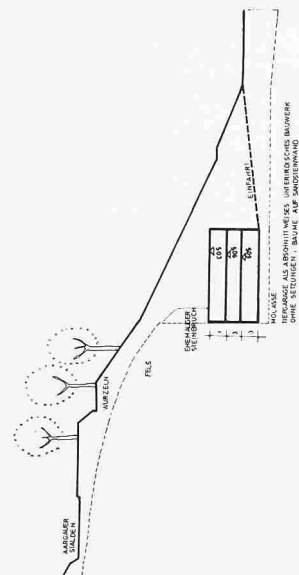 AARGAUER
STALDEN
WURZELN
FELS
EHEMALIGER
STEINBRUCH
EINFAHRT
MOLASSE
TIEFGARAGE ALS ABSCHNITTWEISES UNTERIRDISCHES BAUWERK
OHNE SETZUNGEN, BÄUME AUF SANDSTEINWAND